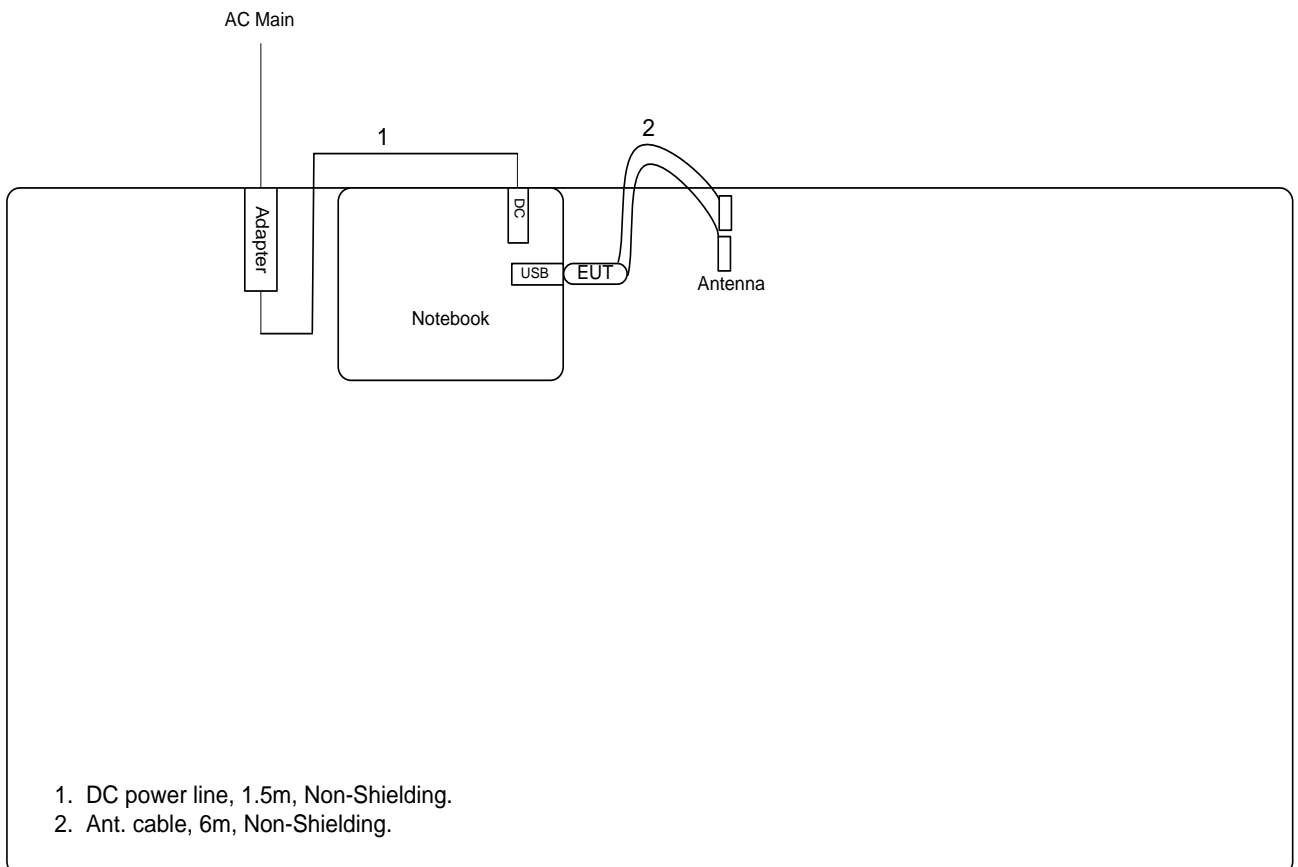 AC Main
1
2
Adapter
DC
USB
EUT
Antenna
Notebook
1. DC power line, 1.5m, Non-Shielding.
2. Ant. cable, 6m, Non-Shielding.